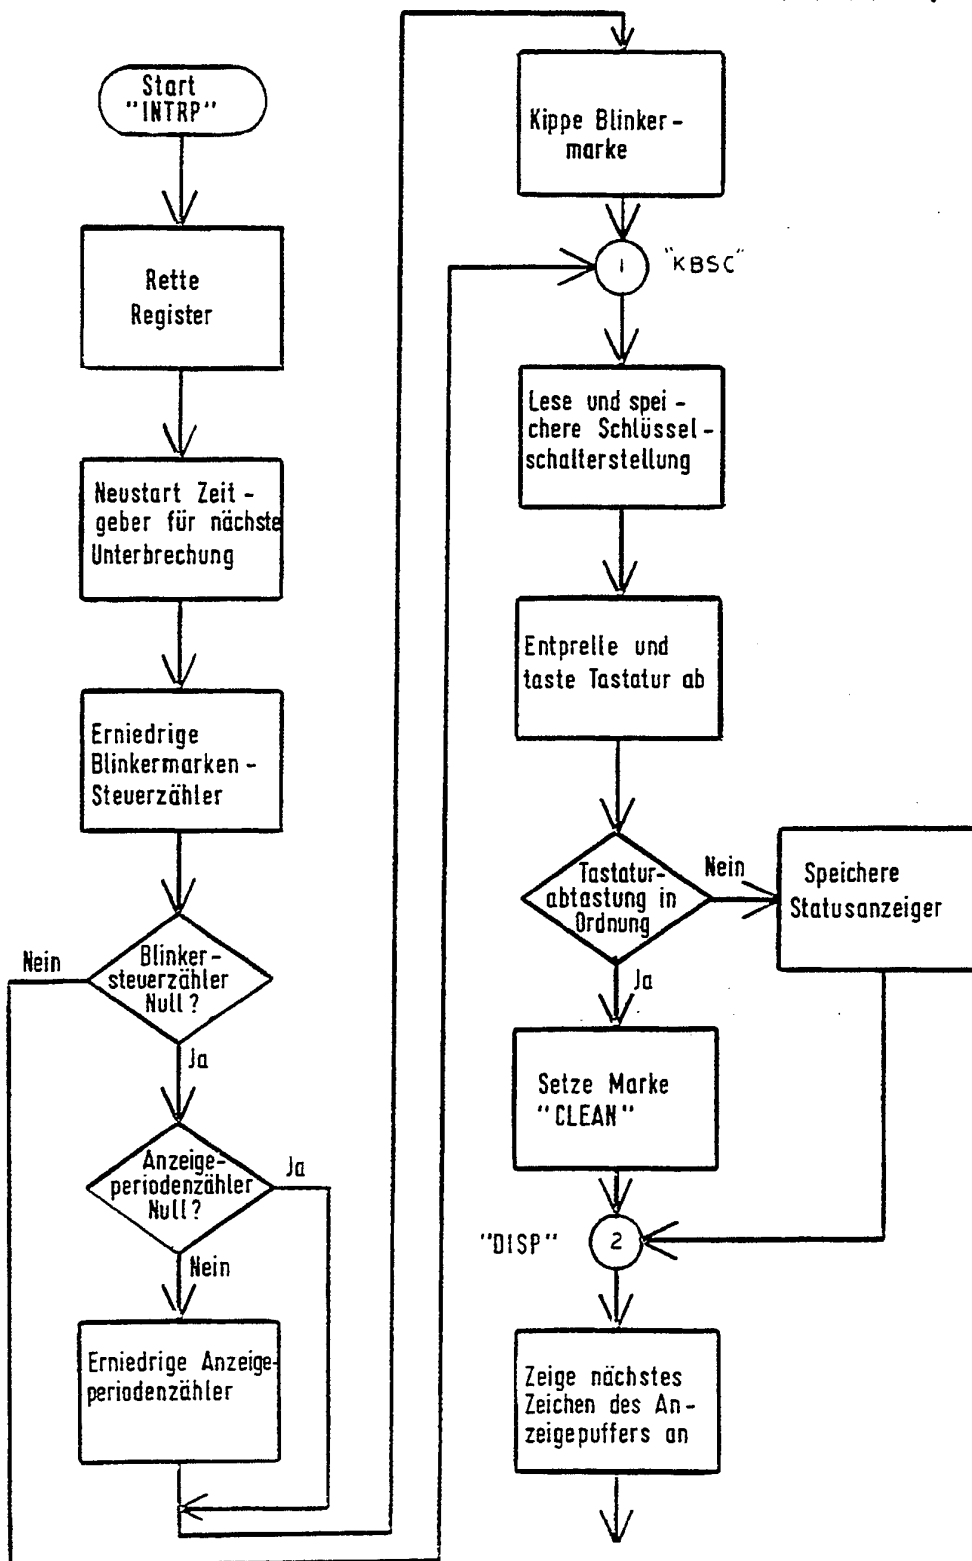 Start
"INTRP"
Rette
Register
Neustart Zeit-
geber für nächste
Unterbrechung
Erniedrige
Blinkermarken-
Steuerzähler
Blinker-
steuerzähler
Null?
Nein
Ja
Anzeige-
periodenzähler
Null?
Ja
Nein
Erniedrige Anzeige-
periodenzähler
Kippe Blinker-
marke
1
"KBSC"
Lese und spei-
chere Schlüssel-
schalterstellung
Entprelle und
taste Tastatur ab
Tastatur-
abtastung in
Ordnung
Nein
Speichere
Statusanzeiger
Ja
Setze Marke
"CLEAN"
"DISP"
2
Zeige nächstes
Zeichen des An-
zeigepuffers an